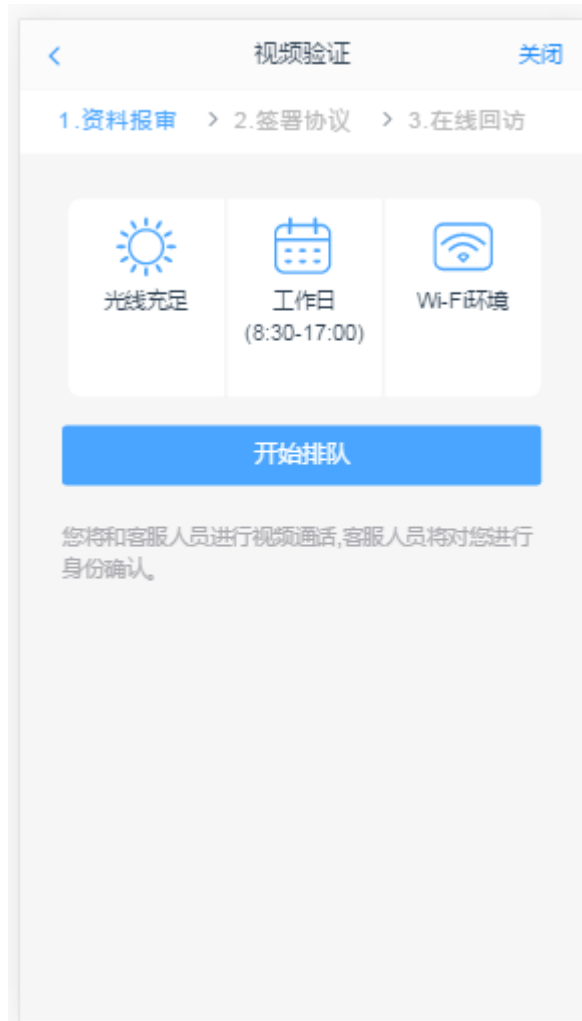 视频验证
关闭
1.资料报审 > 2.签署协议 > 3.在线回访
光线充足
工作日
(8:30-17:00)
Wi-Fi环境
开始排队
您将和客服人员进行视频通话,客服人员将对您进行
身份确认。